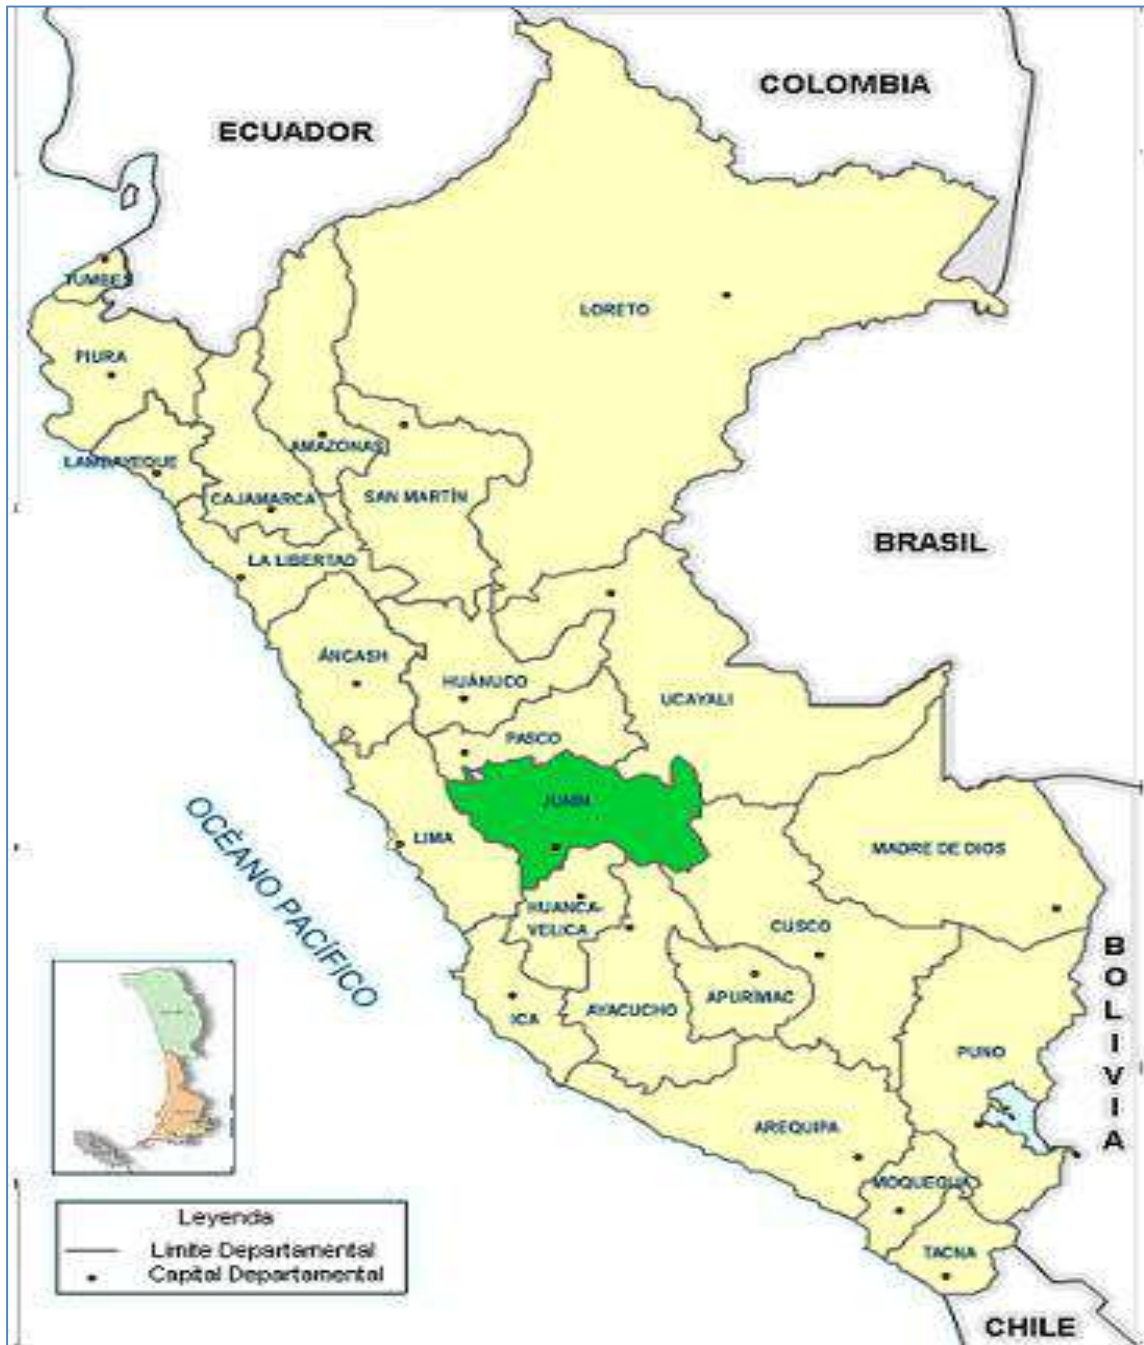 COLOMBIA
ECUADOR
TUMBES
LORETO
PIURA
AMAZONAS
LAMBAYEQUE
CAJAMARCA
SAN MARTÍN
BRASIL
LA LIBERTAD
ÁNCASH
HUÁNUCO
UCAYALI
PASCO
JUNIN
LIMA
MADRE DE DIOS
OCÉANO PACÍFICO
HUANCA-
VELICA
CUSCO
BOLIVIA
APURIMAC
AYACUCHO
ICA
PUNO
AREQUIPA
MOQUEGUA
TACNA
CHILE
Leyenda
Limite Departamental
Capital Departamental